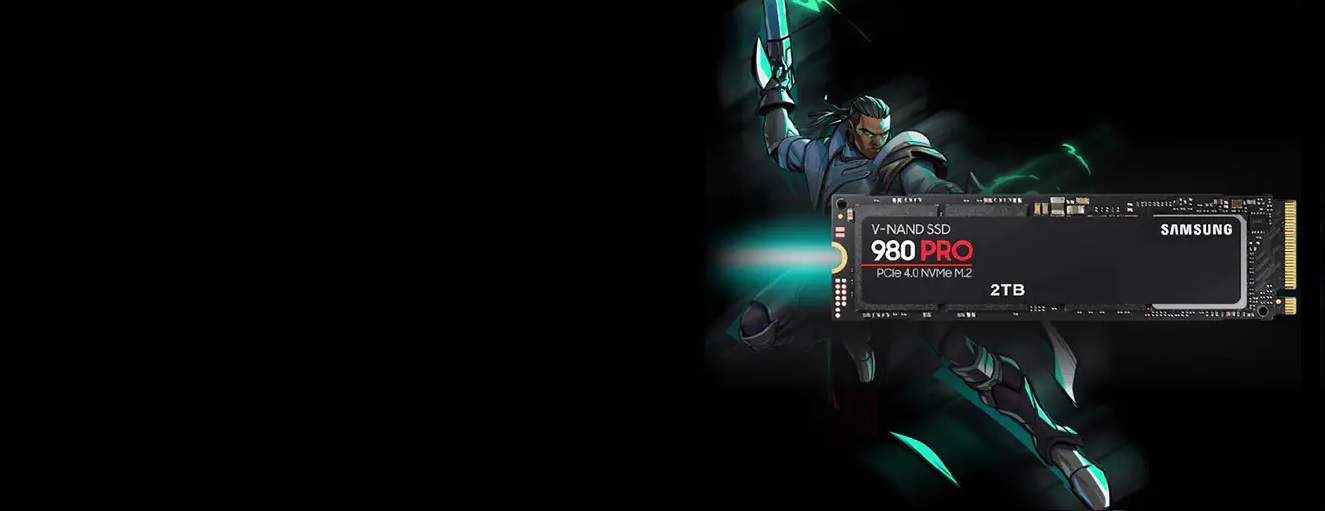 V-NAND SSD
SAMSUNG
980 PRO
PCIe 4.0 NVMe M.2
2TB